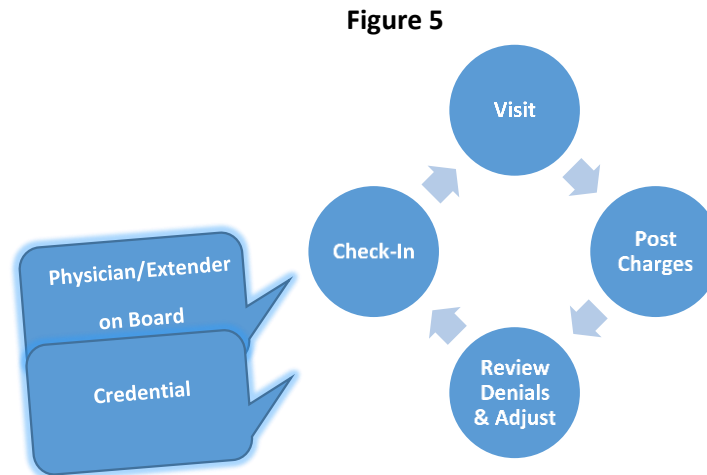 Figure 5
Visit
Check-In
Post
Charges
Review
Denials
& Adjust
Physician/Extender
on Board
Credential